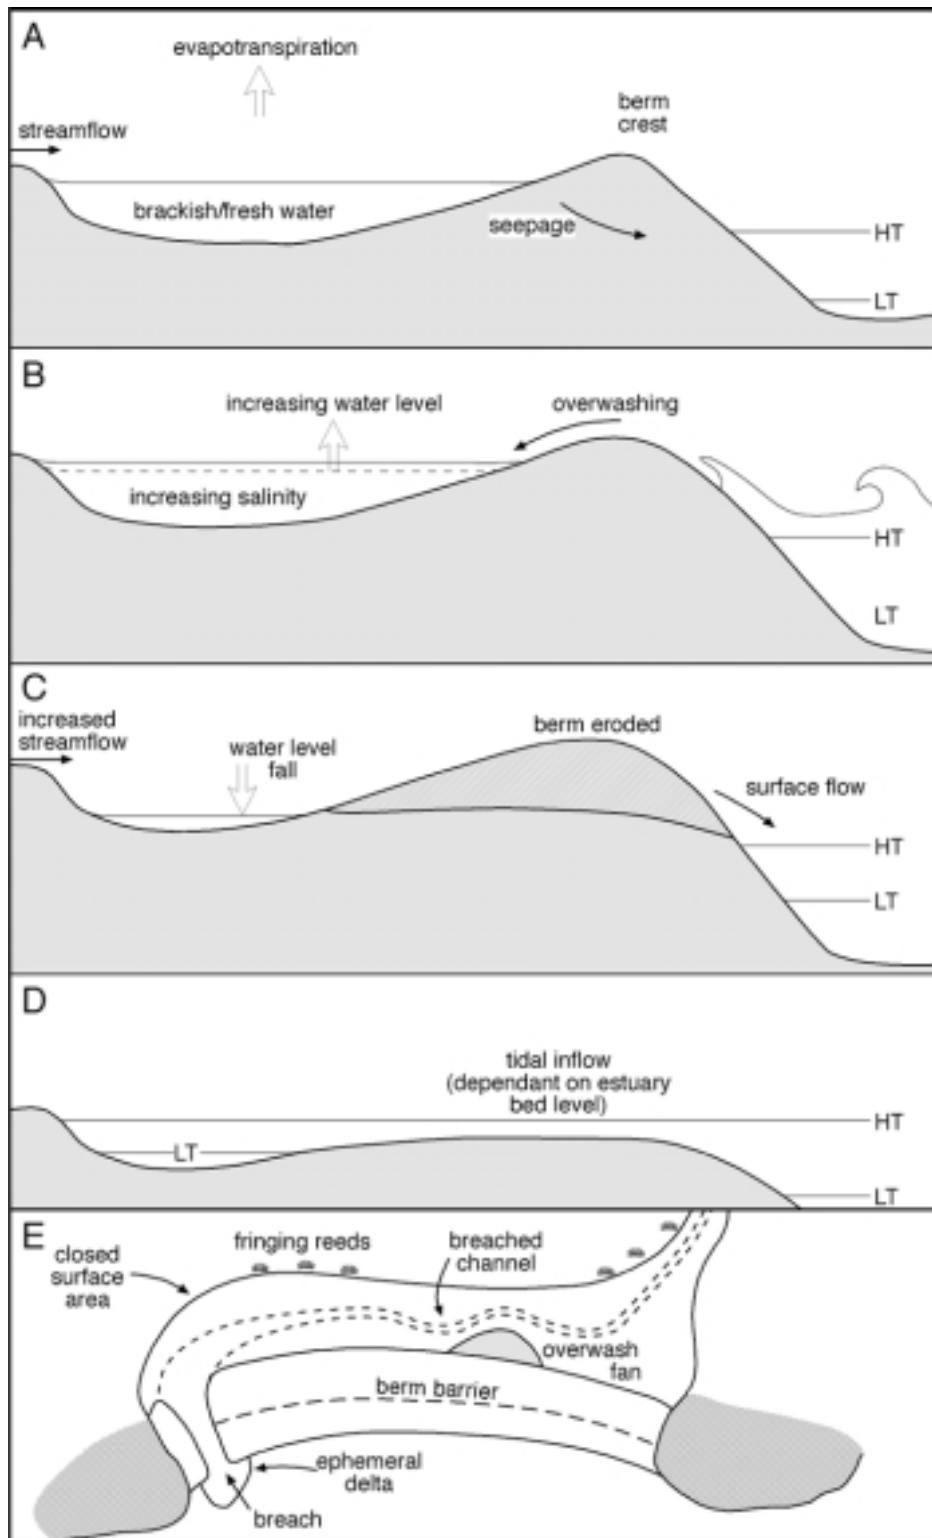 A
evapotranspiration
berm
crest
streamflow
brackish/fresh water
seepage
HT
LT
B
increasing water level
overwashing
increasing salinity
HT
LT
C
increased
streamflow
water level
fall
berm eroded
surface flow
HT
LT
D
tidal inflow
(dependant on estuary
bed level)
HT
LT
LT
E
closed
surface
area
fringing reeds
breached
channel
overwash
fan
berm barrier
ephemeral
delta
breach